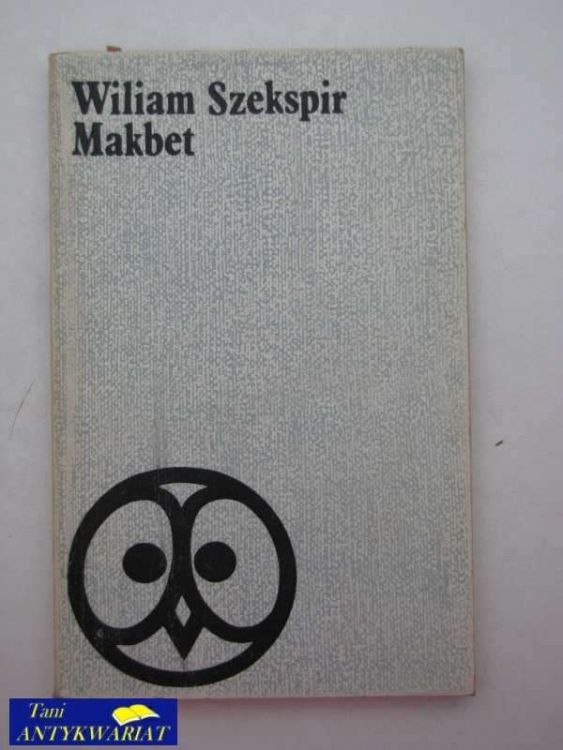 Wiliam Szekspir
Makbet
Tani
ANTYKWARIAT